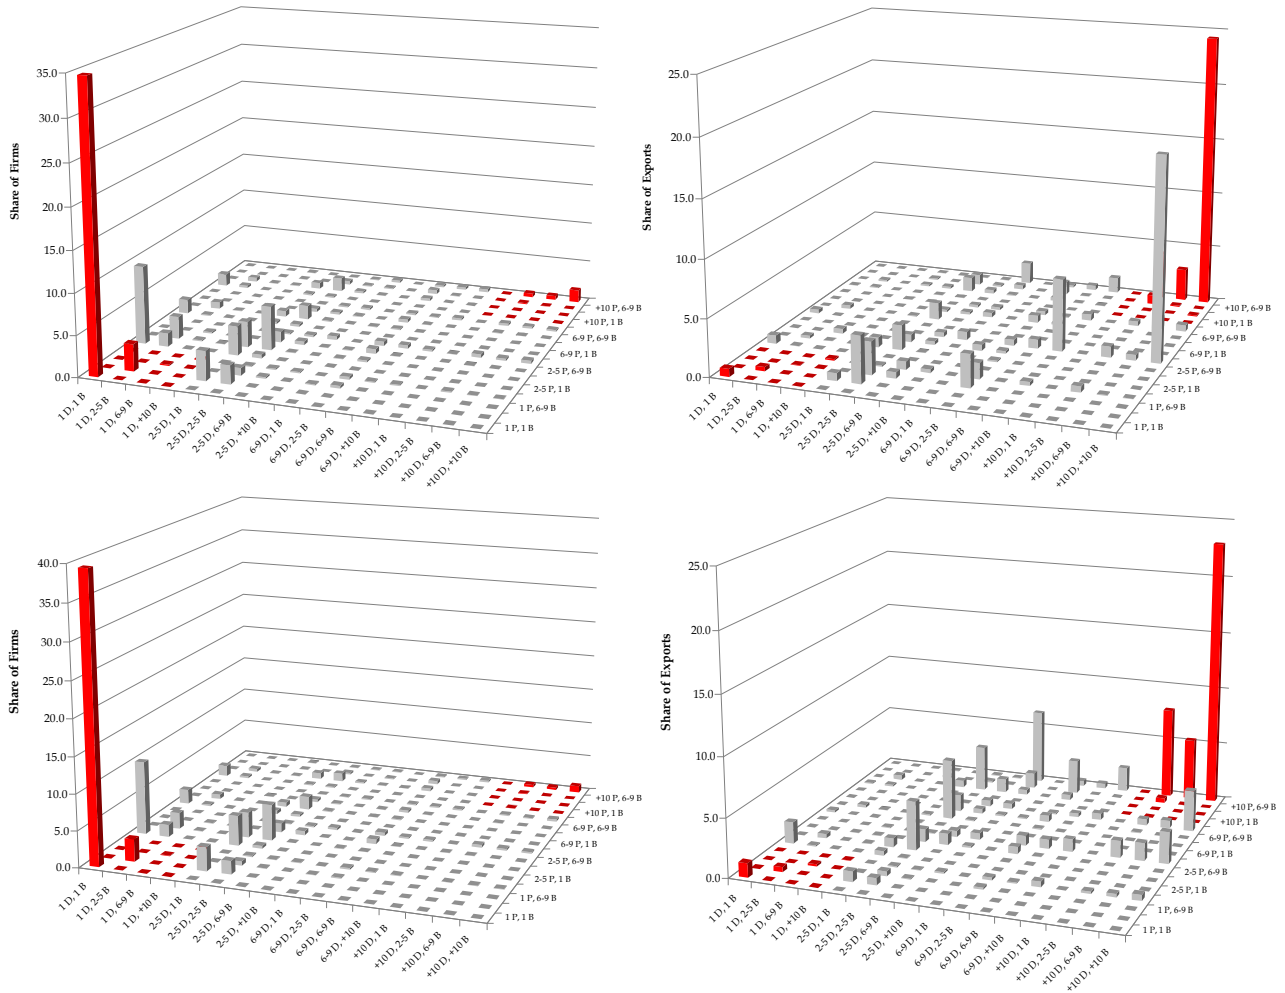 Share of Firms
35.0
30.0
25.0
20.0
15.0
10.0
5.0
0.0
1 D, 1 B
1 D, 2-5 B
1 D, 6-9 B
1 D, +10 B
2-5 D, 1 B
2-5 D, 2-5 B
2-5 D, 6-9 B
2-5 D, +10 B
6-9 D, 1 B
6-9 D, 2-5 B
6-9 D, 6-9 B
6-9 D, +10 B
+10 D, 1 B
+10 D, 2-5 B
+10 D, 6-9 B
+10 D, +10 B
+10 P, 6-9 B
+10 P, 1 B
6-9 P, 6-9 B
6-9 P, 1 B
2-5 P, 6-9 B
2-5 P, 1 B
1 P, 6-9 B
1 P, 1 B
Share of Exports
25.0
20.0
15.0
10.0
5.0
0.0
1 D, 1 B
1 D, 2-5 B
1 D, 6-9 B
1 D, +10 B
2-5 D, 1 B
2-5 D, 2-5 B
2-5 D, 6-9 B
2-5 D, +10 B
6-9 D, 1 B
6-9 D, 2-5 B
6-9 D, 6-9 B
6-9 D, +10 B
+10 D, 1 B
+10 D, 2-5 B
+10 D, 6-9 B
+10 D, +10 B
+10 P, 6-9 B
+10 P, 1 B
6-9 P, 6-9 B
6-9 P, 1 B
2-5 P, 6-9 B
2-5 P, 1 B
1 P, 6-9 B
1 P, 1 B
Share of Firms
40.0
35.0
30.0
25.0
20.0
15.0
10.0
5.0
0.0
1 D, 1 B
1 D, 2-5 B
1 D, 6-9 B
1 D, +10 B
2-5 D, 1 B
2-5 D, 2-5 B
2-5 D, 6-9 B
2-5 D, +10 B
6-9 D, 1 B
6-9 D, 2-5 B
6-9 D, 6-9 B
6-9 D, +10 B
+10 D, 1 B
+10 D, 2-5 B
+10 D, 6-9 B
+10 D, +10 B
+10 P, 6-9 B
+10 P, 1 B
6-9 P, 6-9 B
6-9 P, 1 B
2-5 P, 6-9 B
2-5 P, 1 B
1 P, 6-9 B
1 P, 1 B
Share of Exports
25.0
20.0
15.0
10.0
5.0
0.0
1 D, 1 B
1 D, 2-5 B
1 D, 6-9 B
1 D, +10 B
2-5 D, 1 B
2-5 D, 2-5 B
2-5 D, 6-9 B
2-5 D, +10 B
6-9 D, 1 B
6-9 D, 2-5 B
6-9 D, 6-9 B
6-9 D, +10 B
+10 D, 1 B
+10 D, 2-5 B
+10 D, 6-9 B
+10 D, +10 B
+10 P, 6-9 B
+10 P, 1 B
6-9 P, 6-9 B
6-9 P, 1 B
2-5 P, 6-9 B
2-5 P, 1 B
1 P, 6-9 B
1 P, 1 B